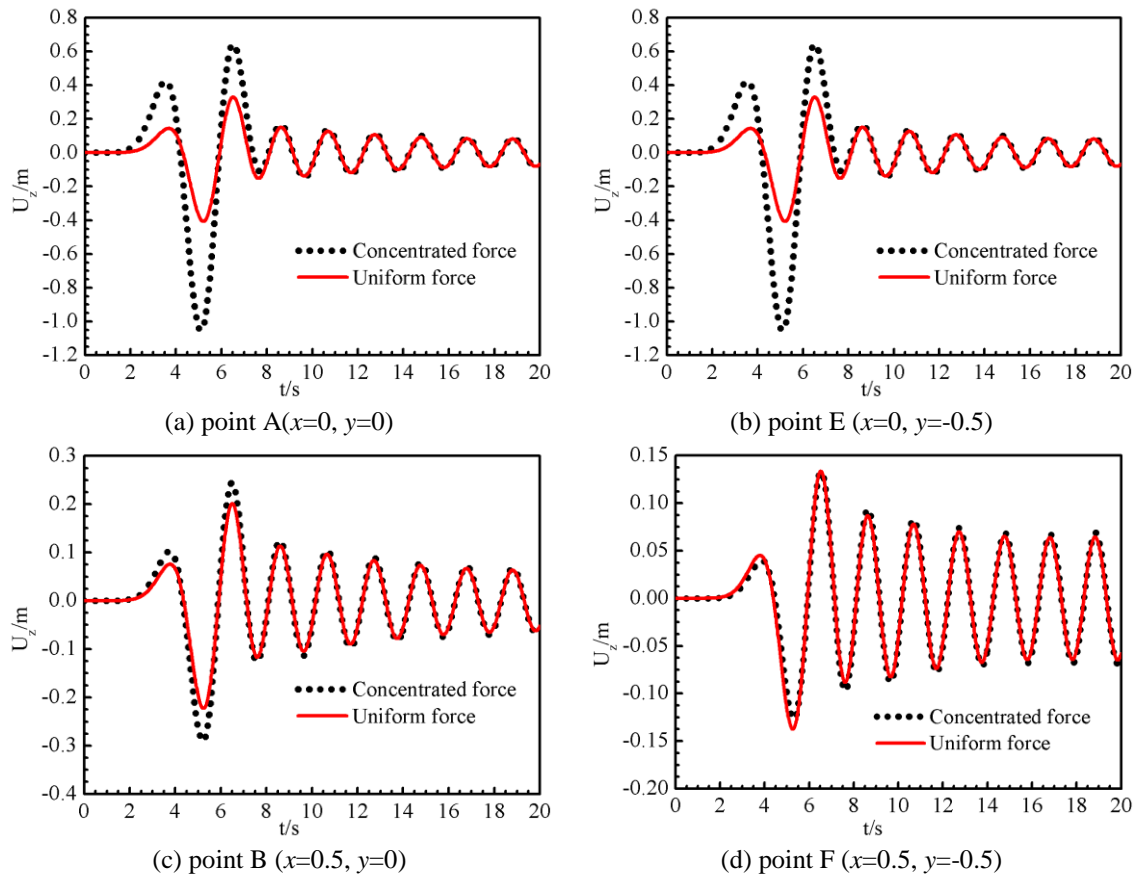 0.8
0.6
0.4
0.2
0.0
-0.2
-0.4
-0.6
-0.8
-1.0
-1.2
U_z/m
Concentrated force
Uniform force
0 2 4 6 8 10 12 14 16 18 20
t/s
(a) point A(x=0, y=0)
0.8
0.6
0.4
0.2
0.0
-0.2
-0.4
-0.6
-0.8
-1.0
-1.2
U_z/m
Concentrated force
Uniform force
0 2 4 6 8 10 12 14 16 18 20
t/s
(b) point E (x=0, y=-0.5)
0.3
0.2
0.1
0.0
-0.1
-0.2
-0.3
-0.4
U_z/m
Concentrated force
Uniform force
0 2 4 6 8 10 12 14 16 18 20
t/s
(c) point B (x=0.5, y=0)
0.15
0.10
0.05
0.00
-0.05
-0.10
-0.15
-0.20
U_z/m
Concentrated force
Uniform force
0 2 4 6 8 10 12 14 16 18 20
t/s
(d) point F (x=0.5, y=-0.5)